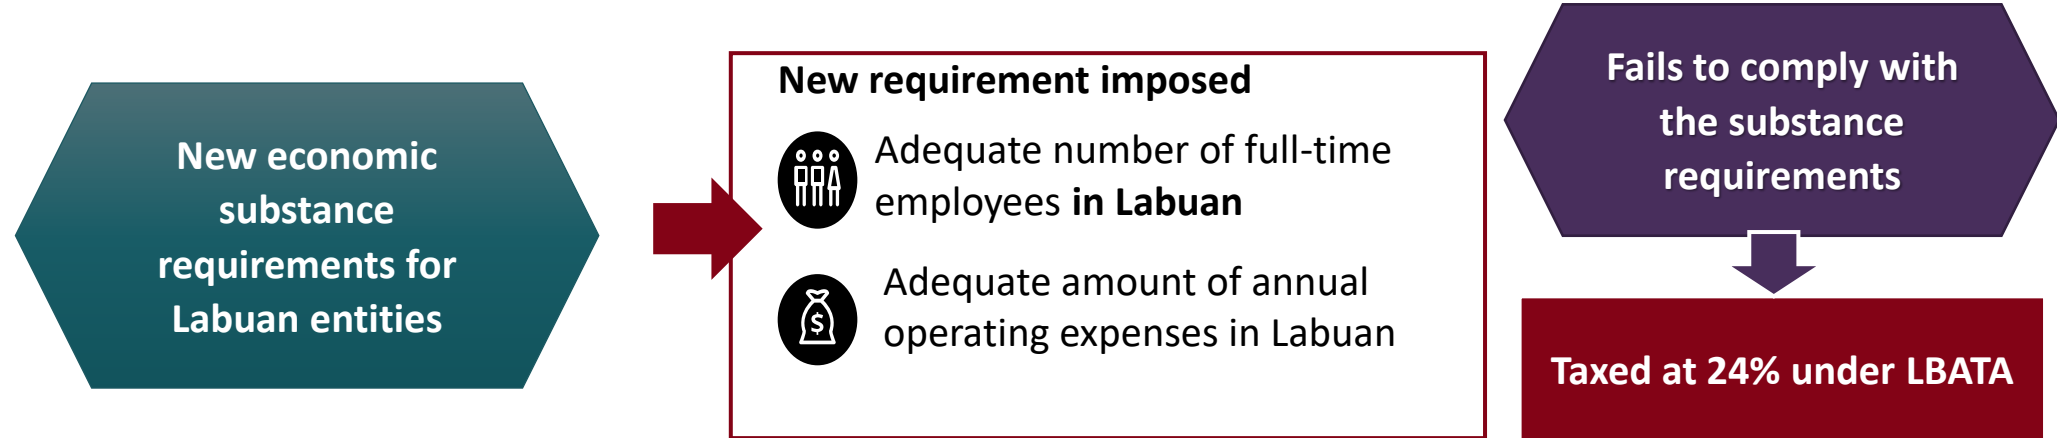 New economic
substance
requirements for
Labuan entities
New requirement imposed
Adequate number of full-time
employees in Labuan
$
Adequate amount of annual
operating expenses in Labuan
Fails to comply with
the substance
requirements
Taxed at 24% under LBATA